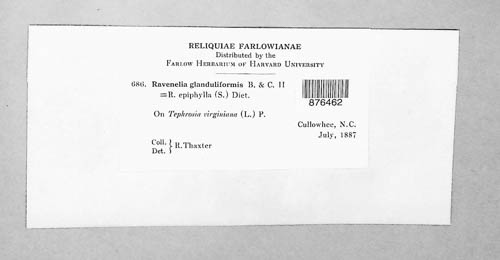 RELIQUIAE FARLOWIANAE
Distributed by the
FARLOW HERBARIUM OF HARVARD UNIVERSITY
686. Ravenelia glanduliformis B. & C. II
=R. epiphylla (S.) Diet.
876462
On Tephrosia virginiana (L.) P.
Cullowhee, N.C.
July, 1887
Coll. } R. Thaxter
Det.